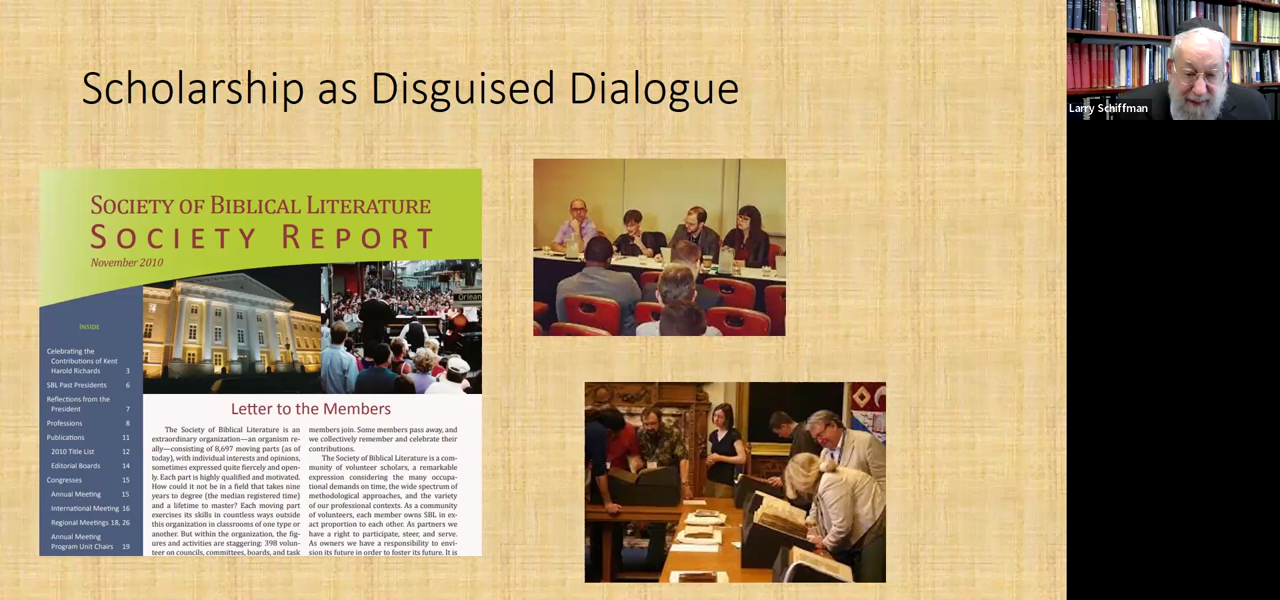 Scholarship as Disguised Dialogue
Larry Schiffman
SOCIETY OF BIBLICAL LITERATURE
SOCIETY REPORT
November 2010
Orlean
INSIDE
Celebrating the
Contributions of Kent
Harold Richards 3
SBL Past Presidents 6
Reflections from the
President 7
Professions 8
Publications 11
2010 Title List 12
Editorial Boards 14
Congresses 15
Annual Meeting 15
International Meeting 16
Regional Meetings 18, 26
Annual Meeting
Program Unit Chairs 19
Letter to the Members
The Society of Biblical Literature is an
extraordinary organization—an organism re-
ally—consisting of 8,697 moving parts (as of
today), with individual interests and opinions,
sometimes expressed quite fiercely and open-
ly. Each part is highly qualified and motivated.
How could it not be in a field that takes nine
years to degree (the median registered time)
and a lifetime to master? Each moving part
exercises its skills in countless ways outside
this organization in classrooms of one type or
another. But within the organization, the fig-
ures and activities are staggering: 398 volun-
teer on councils, committees, boards, and task
members join. Some members pass away, and
we collectively remember and celebrate their
contributions.
The Society of Biblical Literature is a com-
munity of volunteer scholars, a remarkable
expression considering the many occupa-
tional demands on time, the wide spectrum of
methodological approaches, and the variety
of our professional contexts. As a community
of volunteers, each member owns SBL in ex-
act proportion to each other. As partners we
have a right to participate, steer, and serve.
As owners we have a responsibility to envi-
sion its future in order to foster its future. It is